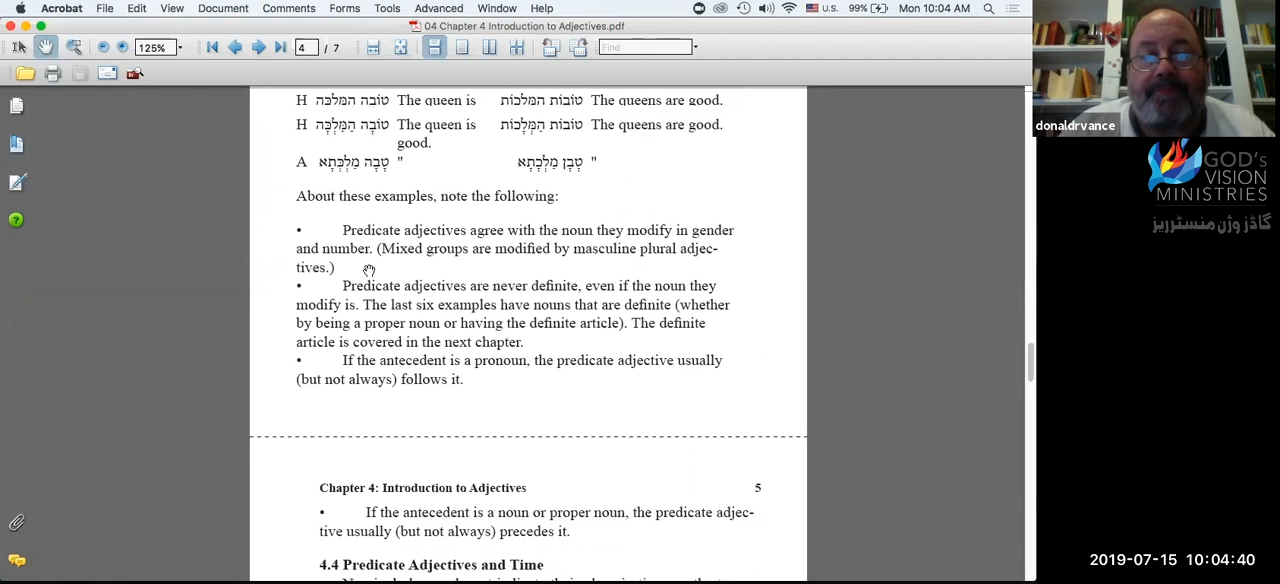 Acrobat File Edit View Document Comments Forms Tools Advanced Window Help U.S. 99% Mon 10:04 AM
04 Chapter 4 Introduction to Adjectives.pdf
125% 4 / 7 Find
H טובה המלכה The queen is טובות המלכות The queens are good.
H טוֹבָה הַמַּלְכָּה The queen is טוֹבוֹת הַמְּלָכוֹת The queens are good.
good.
A טָבָה מַלְכְּתָא " טָבָן מַלְכָתָא "
About these examples, note the following:
• Predicate adjectives agree with the noun they modify in gender
and number. (Mixed groups are modified by masculine plural adjec-
tives.)
• Predicate adjectives are never definite, even if the noun they
modify is. The last six examples have nouns that are definite (whether
by being a proper noun or having the definite article). The definite
article is covered in the next chapter.
• If the antecedent is a pronoun, the predicate adjective usually
(but not always) follows it.
Chapter 4: Introduction to Adjectives 5
• If the antecedent is a noun or proper noun, the predicate adjec-
tive usually (but not always) precedes it.
4.4 Predicate Adjectives and Time
donaldrvance
GOD's
VISION
MINISTRIES
گاڈز وژن منسٹریز
2019-07-15 10:04:40